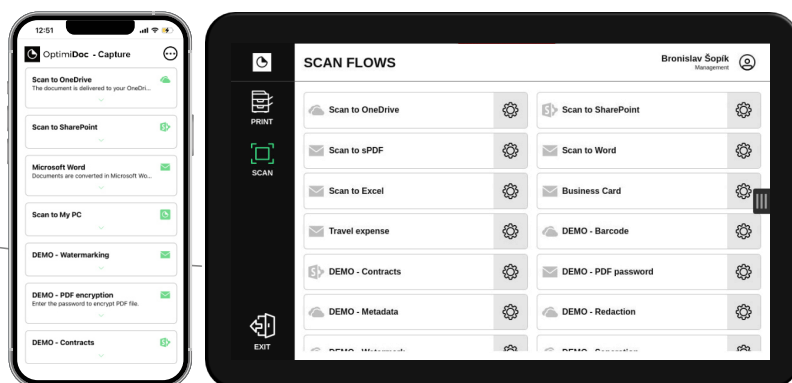 12:51
OptimiDoc - Capture
Scan to OneDrive
The document is delivered to your OneDri...
Scan to SharePoint
Microsoft Word
Documents are converted in Microsoft Wo...
Scan to My PC
DEMO - Watermarking
DEMO - PDF encryption
Enter the password to encrypt PDF file.
DEMO - Contracts
SCAN FLOWS
Bronislav Šopík
Management
PRINT
SCAN
EXIT
Scan to OneDrive
Scan to SharePoint
Scan to sPDF
Scan to Word
Scan to Excel
Business Card
Travel expense
DEMO - Barcode
DEMO - Contracts
DEMO - PDF password
DEMO - Metadata
DEMO - Redaction